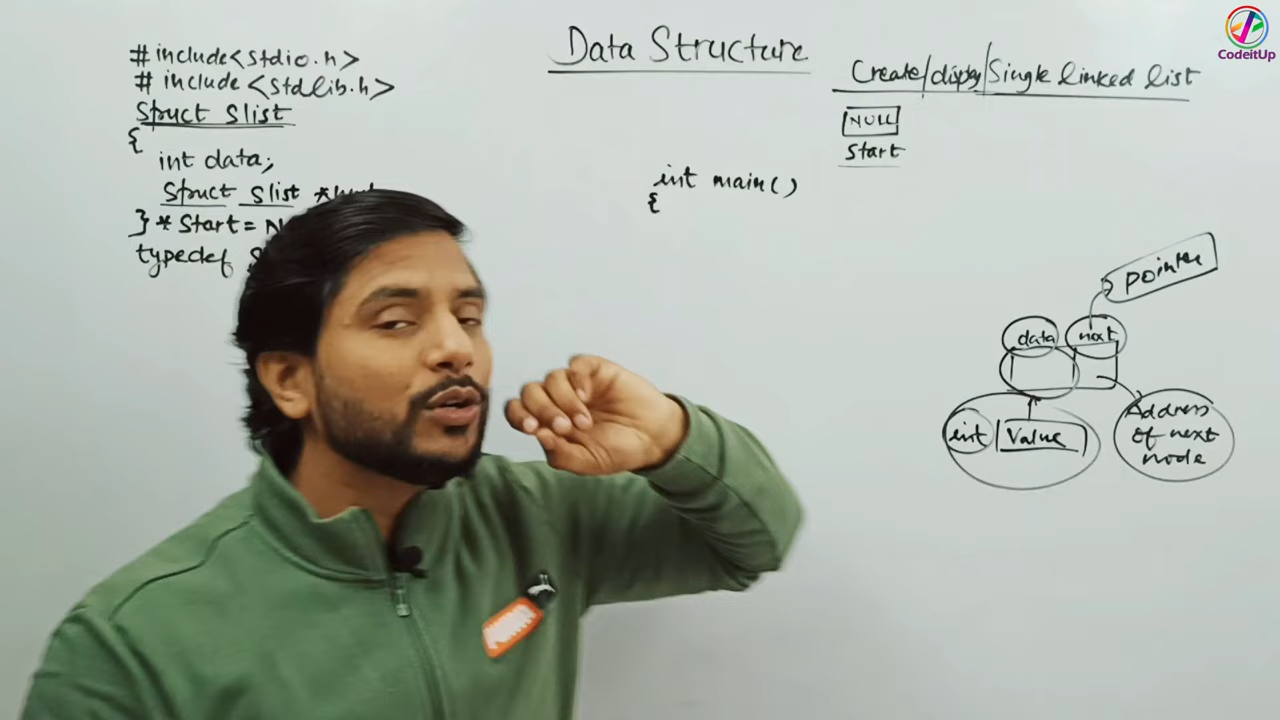 #include<stdio.h>
#include<stdlib.h>
Struct Slist
{
int data;
Struct Slist
} *Start =
typedef
Data Structure
Create/disply/Single linked list
NULL
Start
int main()
{
pointer
data next
int Value
Address
of next
node
CodeitUp